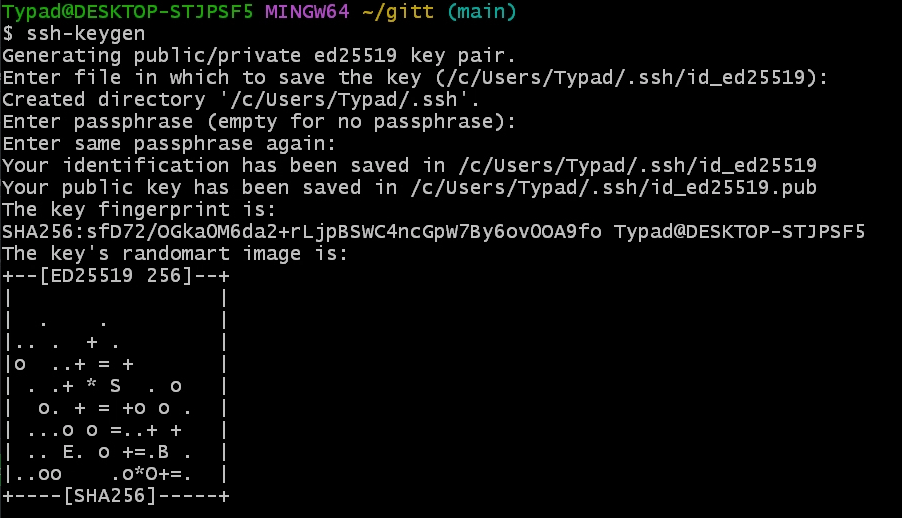 Typad@DESKTOP-STJPSF5 MINGW64 ~/gitt (main)
$ ssh-keygen
Generating public/private ed25519 key pair.
Enter file in which to save the key (/c/Users/Typad/.ssh/id_ed25519):
Created directory '/c/Users/Typad/.ssh'.
Enter passphrase (empty for no passphrase):
Enter same passphrase again:
Your identification has been saved in /c/Users/Typad/.ssh/id_ed25519
Your public key has been saved in /c/Users/Typad/.ssh/id_ed25519.pub
The key fingerprint is:
SHA256:sfD72/OGkaOM6da2+rLjpBSWC4ncGpW7By6ovOOA9fo Typad@DESKTOP-STJPSF5
The key's randomart image is:
+--[ED25519 256]--+
|                 |
|   .    .        |
|.. .  + .        |
|o  ..+ = +       |
| . .+ * S  . o   |
|  o. + = +o o .  |
| ...o o =..+ +   |
| .. E. o +=.B .  |
|..oo    .o*O+=.  |
+----[SHA256]-----+